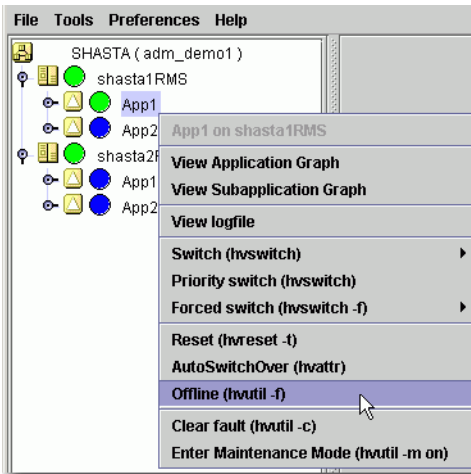 File Tools Preferences Help
SHASTA ( adm_demo1 )
shasta1RMS
App1
App2
App1 on shasta1RMS
shasta2
App1
App2
View Application Graph
View Subapplication Graph
View logfile
Switch (hvswitch)
Priority switch (hvswitch)
Forced switch (hvswitch -f)
Reset (hvreset -t)
AutoSwitchOver (hvattr)
Offline (hvutil -f)
Clear fault (hvutil -c)
Enter Maintenance Mode (hvutil -m on)